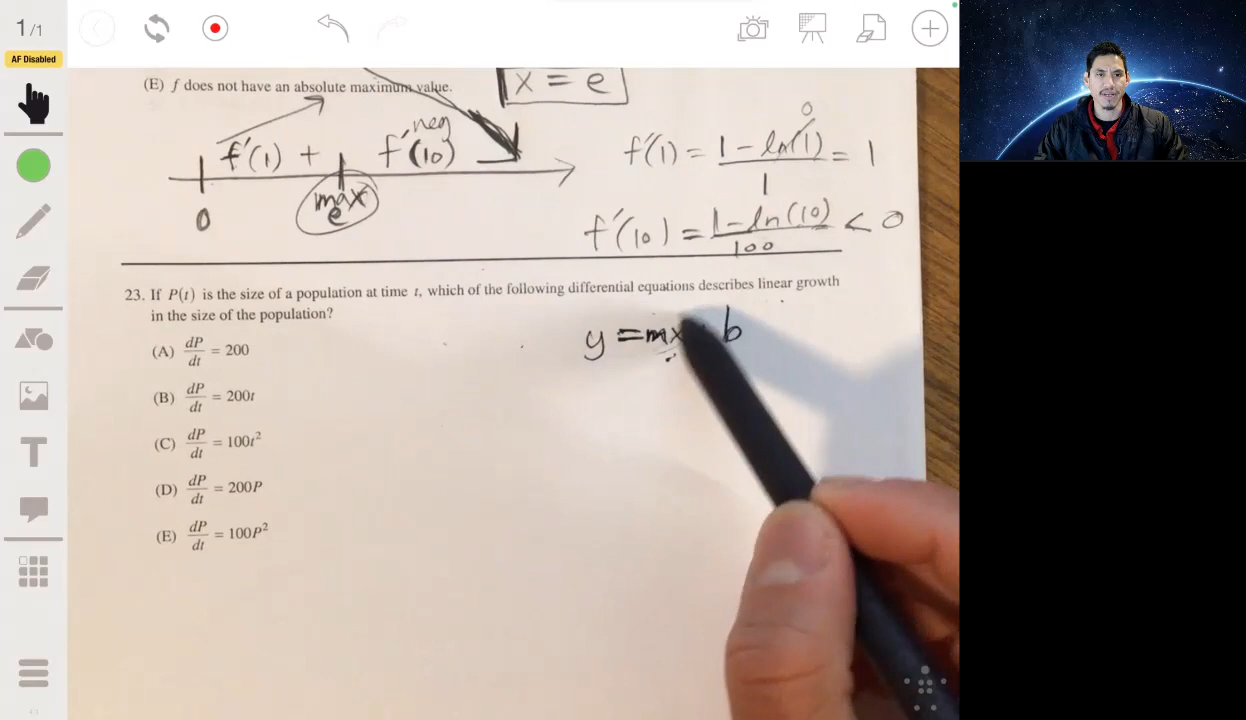 1/1
AF Disabled
(E) f does not have an absolute maximum value.
x = e
f'(1) + f'(10) neg
0 max e
f'(1) = 1 - ln(1) / 1 = 1
0
f'(10) = 1 - ln(10) / 100 < 0
23. If P(t) is the size of a population at time t, which of the following differential equations describes linear growth
in the size of the population?
y = mx b
(A) dP/dt = 200
(B) dP/dt = 200t
(C) dP/dt = 100t²
(D) dP/dt = 200P
(E) dP/dt = 100P²
T